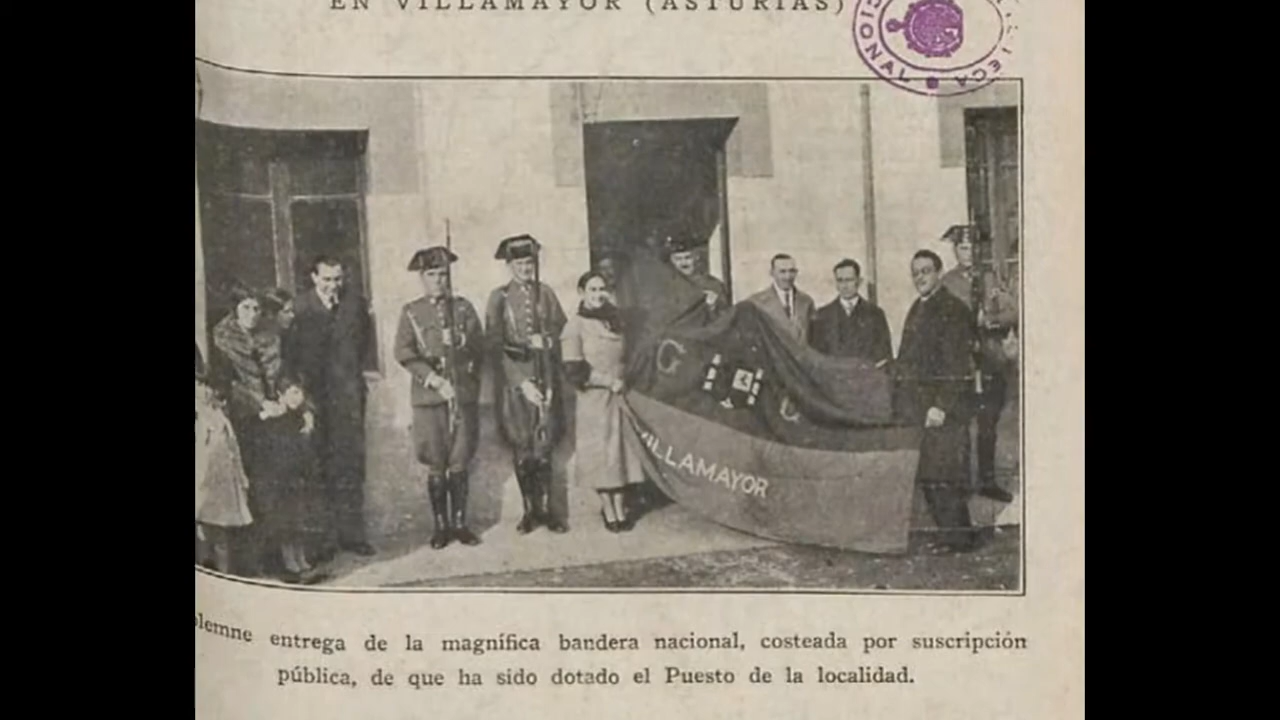 EN VILLAMAYOR (ASTURIAS)
G C
VILLAMAYOR
entrega de la magnífica bandera nacional, costeada por suscripción
pública, de que ha sido dotado el Puesto de la localidad.